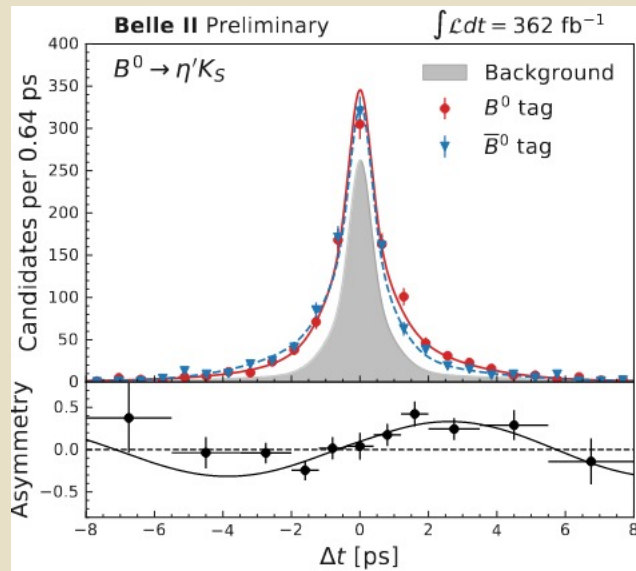 Belle II Preliminary ∫ℒdt = 362 fb⁻¹
B⁰ → η′K_S
Background
B⁰ tag
B̅⁰ tag
Candidates per 0.64 ps
400
350
300
250
200
150
100
50
0
Asymmetry
0.5
0.0
−0.5
−8 −6 −4 −2 0 2 4 6 8
Δt [ps]